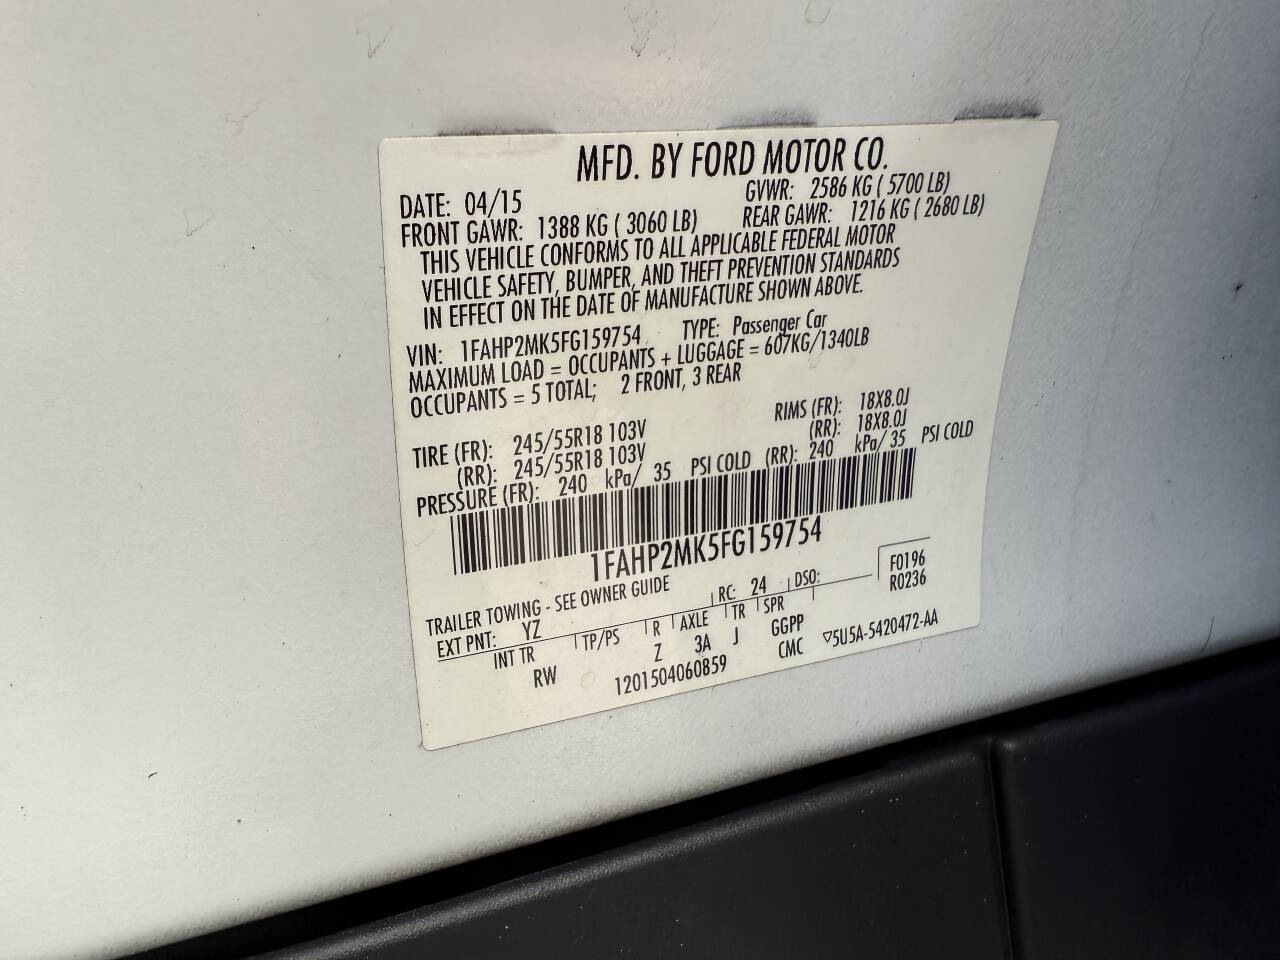 MFD. BY FORD MOTOR CO.
DATE: 04/15 GVWR: 2586 KG ( 5700 LB)
FRONT GAWR: 1388 KG ( 3060 LB) REAR GAWR: 1216 KG ( 2680 LB)
THIS VEHICLE CONFORMS TO ALL APPLICABLE FEDERAL MOTOR
VEHICLE SAFETY, BUMPER, AND THEFT PREVENTION STANDARDS
IN EFFECT ON THE DATE OF MANUFACTURE SHOWN ABOVE.
VIN: 1FAHP2MK5FG159754 TYPE: Passenger Car
MAXIMUM LOAD = OCCUPANTS + LUGGAGE = 607KG/1340LB
OCCUPANTS = 5 TOTAL; 2 FRONT, 3 REAR
TIRE (FR): 245/55R18 103V RIMS (FR): 18X8.0J
(RR): 245/55R18 103V (RR): 18X8.0J
PRESSURE (FR): 240 kPa/ 35 PSI COLD (RR): 240 kPa/ 35 PSI COLD
1FAHP2MK5FG159754
TRAILER TOWING - SEE OWNER GUIDE
EXT PNT: YZ RC: 24 DSO: F0196
R0236
INT TR TP/PS R AXLE TR SPR
RW Z 3A J GGPP
CMC
1201504060859
▽5U5A-5420472-AA